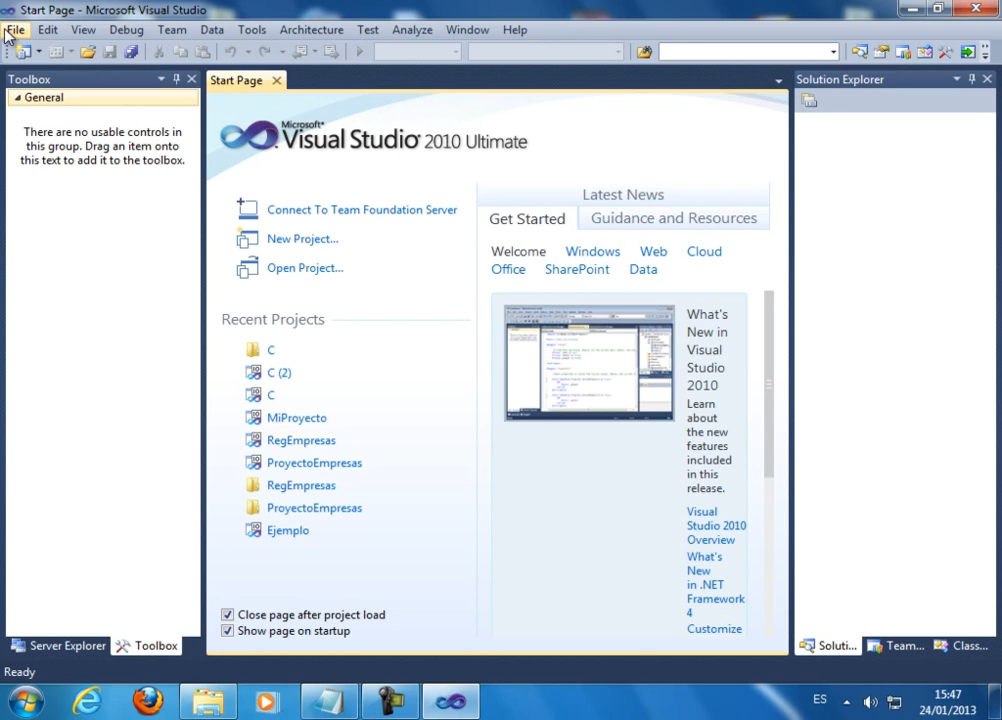 Start Page - Microsoft Visual Studio
File Edit View Debug Team Data Tools Architecture Test Analyze Window Help
Toolbox
General
There are no usable controls in
this group. Drag an item onto
this text to add it to the toolbox.
Server Explorer Toolbox
Start Page
Microsoft
Visual Studio 2010 Ultimate
Connect To Team Foundation Server
New Project...
Open Project...
Recent Projects
C
C (2)
C
MiProyecto
RegEmpresas
ProyectoEmpresas
RegEmpresas
ProyectoEmpresas
Ejemplo
Close page after project load
Show page on startup
Latest News
Get Started Guidance and Resources
Welcome Windows Web Cloud
Office SharePoint Data
What's
New in
Visual
Studio
2010
Learn
about
the new
features
included
in this
release.
Visual
Studio 2010
Overview
What's
New
in .NET
Framework
4
Customize
Solution Explorer
Soluti... Team... Class...
Ready
ES
15:47
24/01/2013